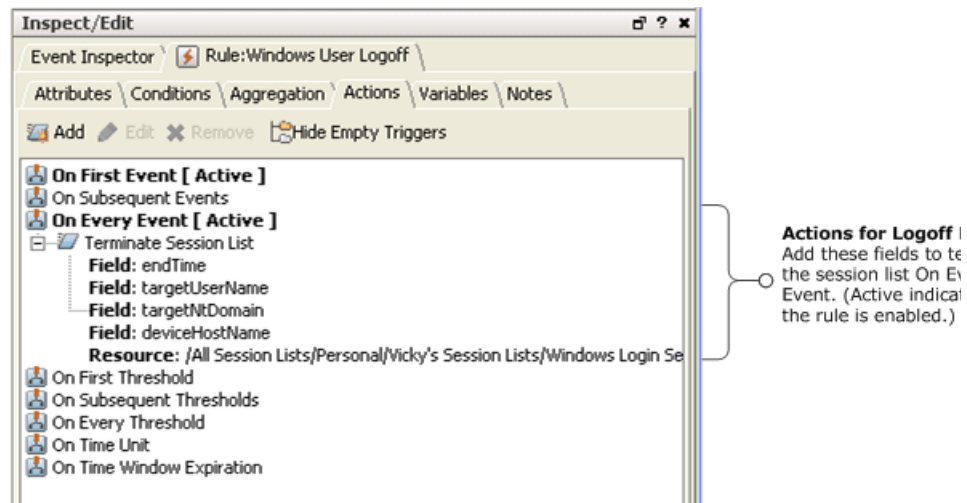 Inspect/Edit
Event Inspector Rule:Windows User Logoff
Attributes Conditions Aggregation Actions Variables Notes
Add Edit Remove Hide Empty Triggers
On First Event [ Active ]
On Subsequent Events
On Every Event [ Active ]
Terminate Session List
Field: endTime
Field: targetUserName
Field: targetNtDomain
Field: deviceHostName
Resource: /All Session Lists/Personal/Vicky's Session Lists/Windows Login Se
On First Threshold
On Subsequent Thresholds
On Every Threshold
On Time Unit
On Time Window Expiration
Actions for Logoff
Add these fields to te
the session list On Ev
Event. (Active indicat
the rule is enabled.)